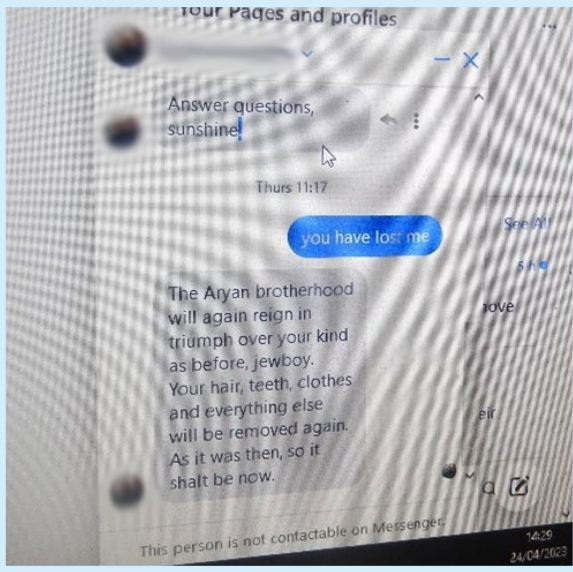 Your Pages and profiles
Answer questions,
sunshine!
Thurs 11:17
you have lost me
See All
5 h
nove
The Aryan brotherhood
will again reign in
triumph over your kind
as before, jewboy.
Your hair, teeth, clothes
and everything else
will be removed again.
As it was then, so it
shalt be now.
eir
This person is not contactable on Messenger.
14:29
24/04/2023